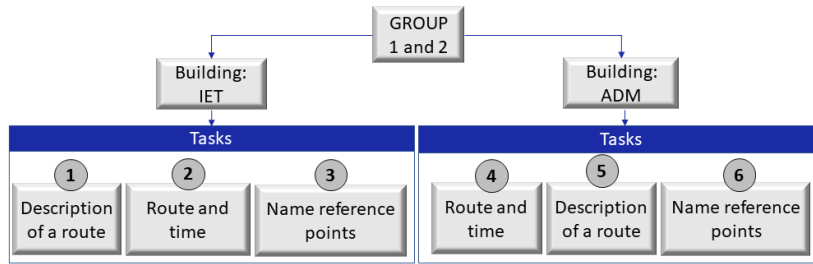 GROUP
1 and 2
Building:
IET
Building:
ADM
Tasks
1
2
3
Description
of a route
Route and
time
Name reference
points
Tasks
4
5
6
Route and
time
Description
of a route
Name reference
points